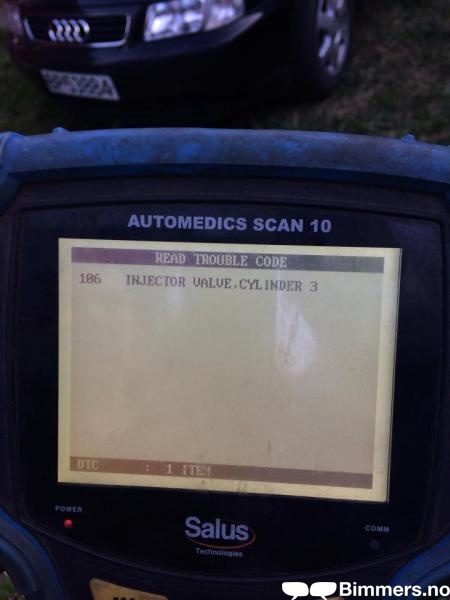 AUTOMEDICS SCAN 10
READ TROUBLE CODE
106 INJECTOR VALVE,CYLINDER 3
DTC : 1 ITEM
POWER
Salus
Technologies
COMM
Bimmers.no